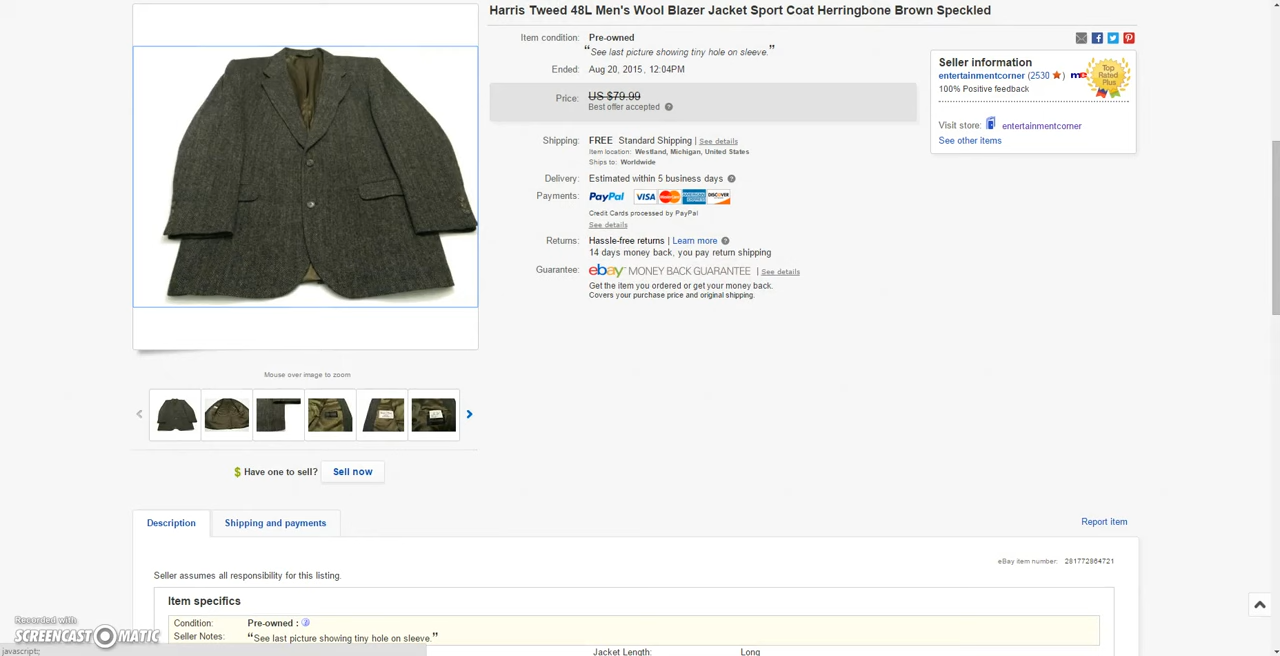 Harris Tweed 48L Men's Wool Blazer Jacket Sport Coat Herringbone Brown Speckled
Item condition: Pre-owned
“See last picture showing tiny hole on sleeve.”
Ended: Aug 20, 2015, 12:04PM
Price: US $79.99
Best offer accepted
Shipping: FREE Standard Shipping | See details
Item location: Westland, Michigan, United States
Ships to: Worldwide
Delivery: Estimated within 5 business days
Payments: PayPal VISA MasterCard AMERICAN EXPRESS DISCOVER
Credit Cards processed by PayPal
See details
Returns: Hassle-free returns | Learn more
14 days money back, you pay return shipping
Guarantee: ebay MONEY BACK GUARANTEE | See details
Get the item you ordered or get your money back.
Covers your purchase price and original shipping.
Seller information
entertainmentcorner (2530 ) me
100% Positive feedback
Top Rated Plus
Visit store: entertainmentcorner
See other items
Mouse over image to zoom
$ Have one to sell? Sell now
Description Shipping and payments Report item
eBay item number: 281772864721
Seller assumes all responsibility for this listing.
Item specifics
Condition: Pre-owned :
Seller Notes: “See last picture showing tiny hole on sleeve.”
Jacket Length: Long
Recorded with
SCREENCAST-O-MATIC
javascript:;